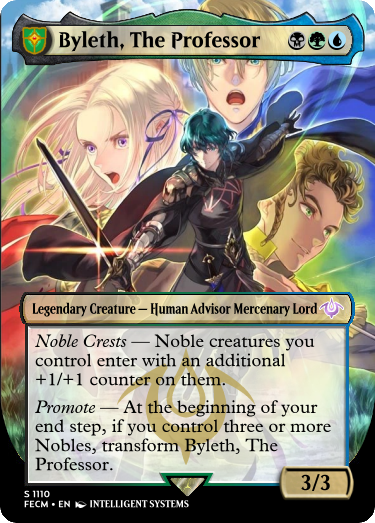 Byleth, The Professor
Legendary Creature — Human Advisor Mercenary Lord
Noble Crests — Noble creatures you
control enter with an additional
+1/+1 counter on them.
Promote — At the beginning of your
end step, if you control three or more
Nobles, transform Byleth, The
Professor.
3/3
S 1110
FECM • EN INTELLIGENT SYSTEMS